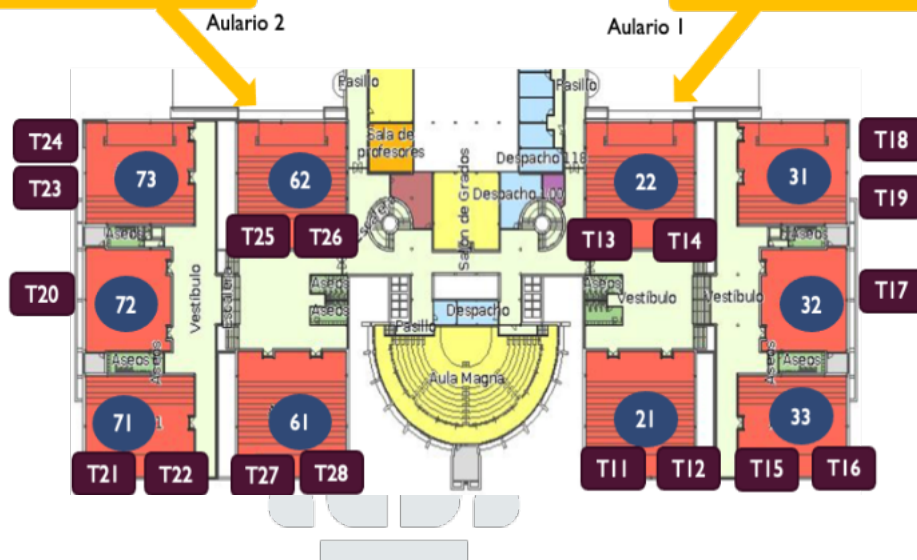 Aulario 2
Aulario 1
Pasillo
Pasillo
T24
T23
73
62
Sala de
profesores
Salón de Grados
Despacho 118
Despacho 100
22
31
T18
T19
T25
T26
Escalera
T13
T14
Aseos
Aseos
T20
72
Vestíbulo
Escalera
Aseos
Aseos
Despacho
Pasillo
Aseos
Vestíbulo
Vestíbulo
32
T17
Aseos
Aseos
Aseos
Aseos
Aula Magna
71
61
21
33
T21
T22
T27
T28
T11
T12
T15
T16